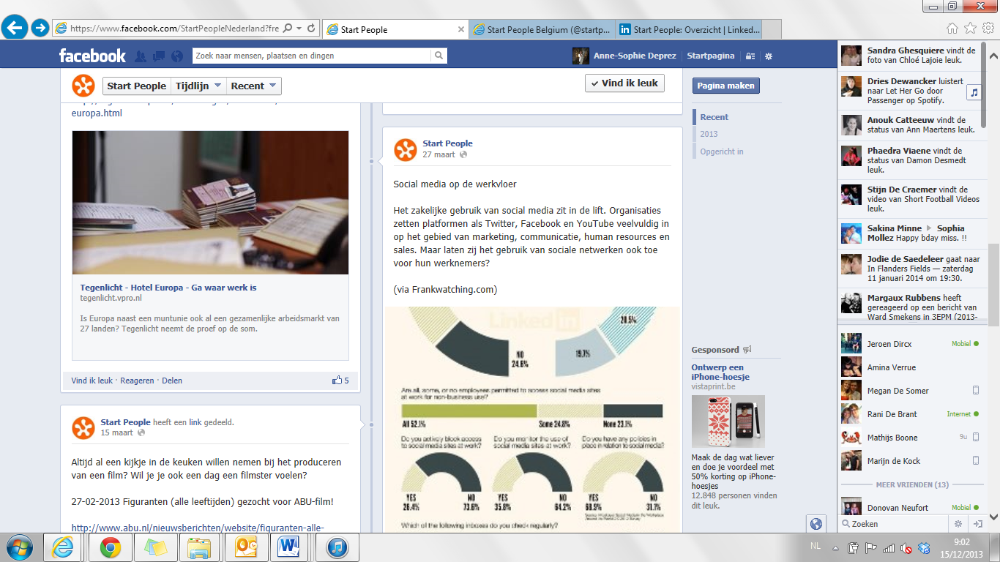 https://www.facebook.com/StartPeopleNederland?fre
Start People
Start People Belgium (@startp...
Start People: Overzicht | Linked...
facebook
Zoek naar mensen, plaatsen en dingen
Anne-Sophie Deprez
Startpagina
Start People
Tijdlijn
Recent
Vind ik leuk
Pagina maken
Recent
2013
Opgericht in
europa.html
Tegenlicht - Hotel Europa - Ga waar werk is
tegenlicht.vpro.nl
Is Europa naast een muntunie ook al een gezamenlijke arbeidsmarkt van
27 landen? Tegenlicht neemt de proef op de som.
Vind ik leuk · Reageren · Delen
5
Start People heeft een link gedeeld.
15 maart
Altijd al een kijkje in de keuken willen nemen bij het produceren
van een film? Wil je je ook een dag een filmster voelen?
27-02-2013 Figuranten (alle leeftijden) gezocht voor ABU-film!
http://www.abu.nl/nieuwsberichten/website/figuranten-alle-
Start People
27 maart
Social media op de werkvloer
Het zakelijke gebruik van social media zit in de lift. Organisaties
zetten platformen als Twitter, Facebook en YouTube veelvuldig in
op het gebied van marketing, communicatie, human resources en
sales. Maar laten zij het gebruik van sociale netwerken ook toe
voor hun werknemers?
(via Frankwatching.com)
Linked in
20.5%
NO
24.6%
19.7%
Are all, some, or no employees permitted to access social media sites
at work for non-business use?
All 52.1%
Some 24.8%
None 23.1%
Do you actively block access
to social media sites at work?
Do you monitor the use of
social media sites at work?
Do you have any policies in
place in relation to social media?
YES
26.4%
NO
73.6%
YES
35.8%
NO
64.2%
YES
68.9%
NO
31.7%
Which of the following inboxes do you check regularly?
Gesponsord
Ontwerp een
iPhone-hoesje
vistaprint.be
Maak de dag wat liever
en doe je voordeel met
50% korting op iPhone-
hoesjes
12.848 personen vinden
dit leuk.
Sandra Ghesquiere vindt de
foto van Chloé Lajoie leuk.
Dries Dewancker luistert
naar Let Her Go door
Passenger op Spotify.
Anouk Catteeuw vindt de
status van Ann Maertens leuk.
Phaedra Viaene vindt de
status van Damon Desmedt
leuk.
Stijn De Craemer vindt de
video van Short Football Videos
leuk.
Sakina Minne ▶ Sophia
Mollez Happy bday miss. !!
Jodie de Saedeleer gaat naar
In Flanders Fields — zaterdag
11 januari 2014 om 19:30.
Margaux Rubbens heeft
gereageerd op een bericht van
Ward Smekens in 3EPM (2013-
Jeroen Dircx Mobiel
Amina Verrue
Megan De Somer
Rani De Brant Internet
Mathijs Boone 9u
Marijn de Kock
MEER VRIENDEN (13)
Donovan Neufort Mobiel
Zoeken
NL
9:02
15/12/2013